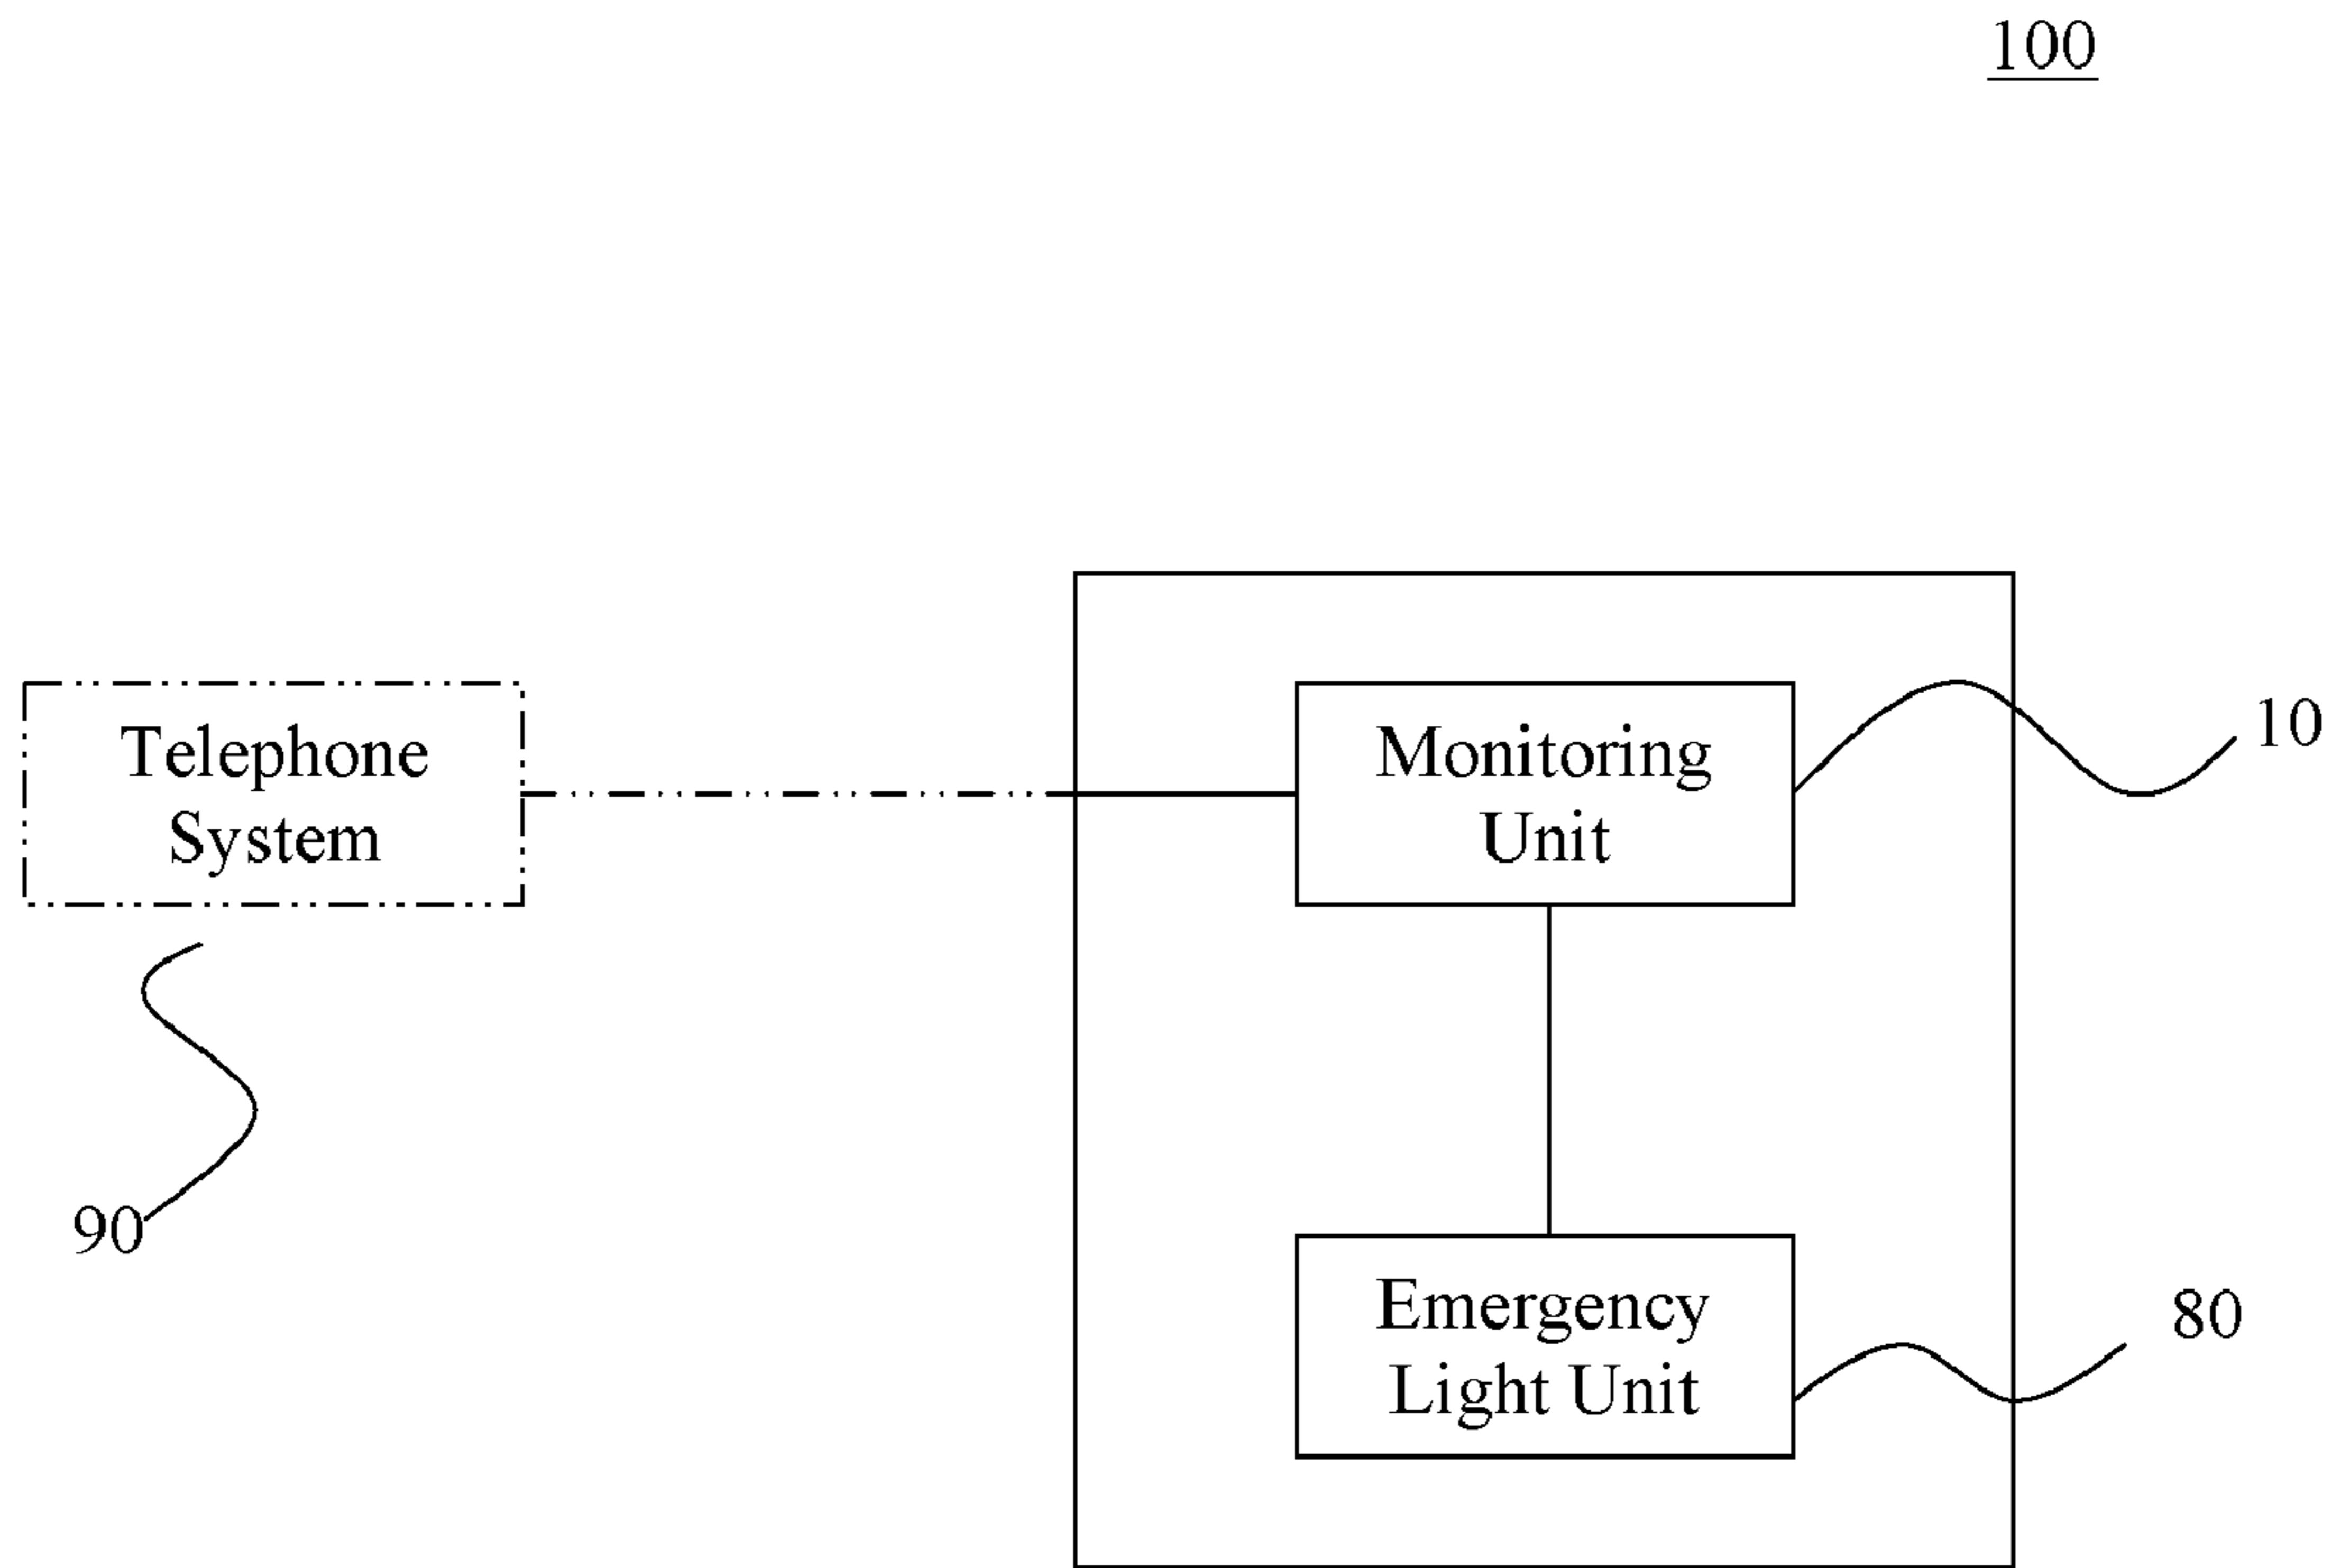 100
Telephone
System
Monitoring
Unit
10
90
Emergency
Light Unit
80